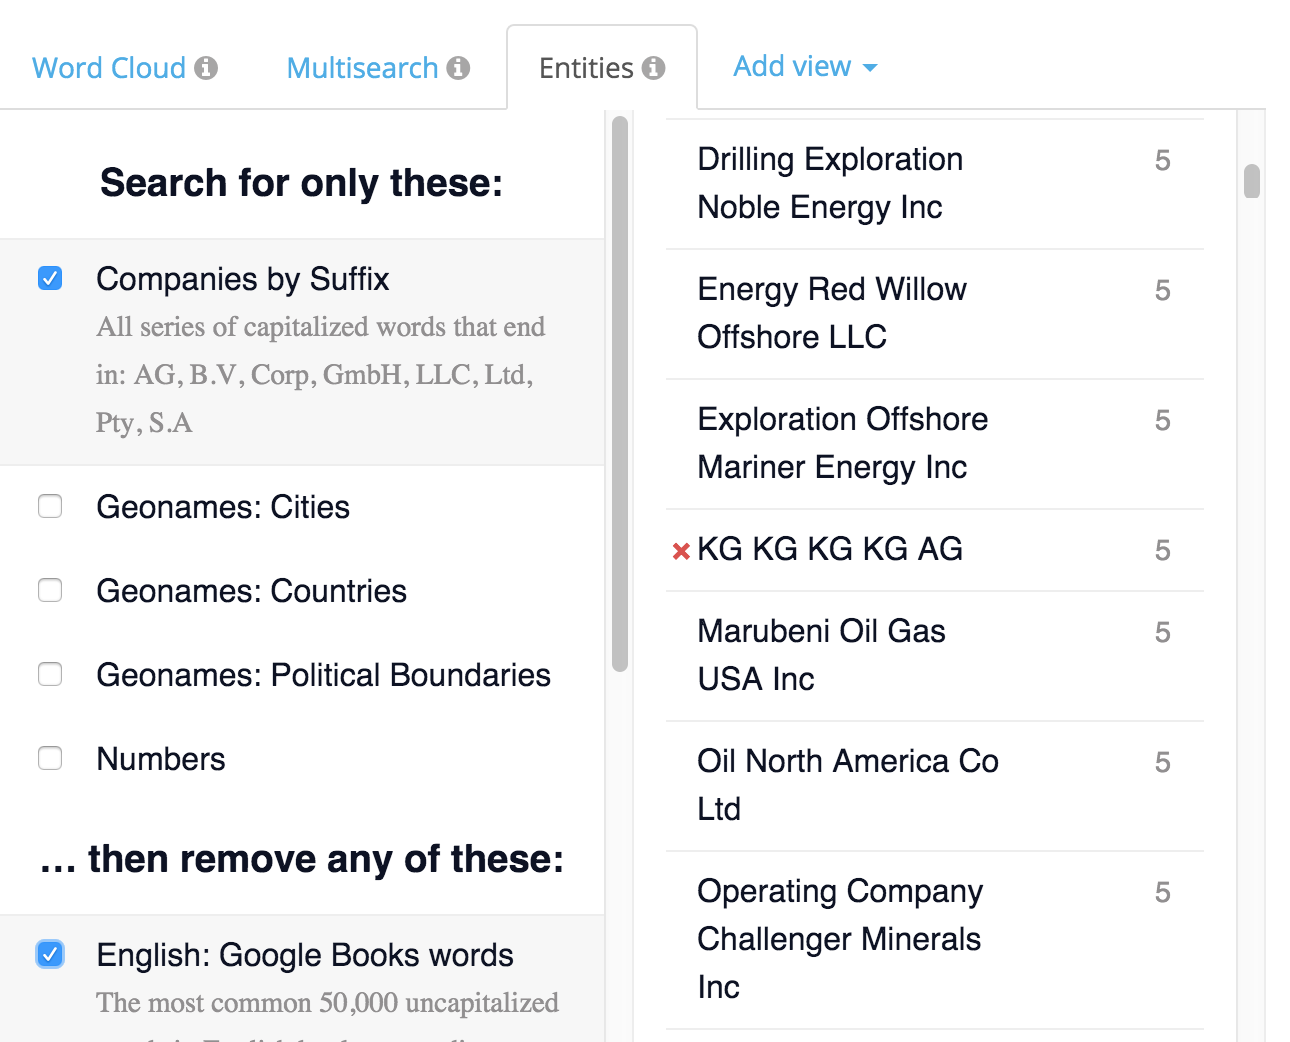 Word Cloud
Multisearch
Entities
Add view
Search for only these:
Companies by Suffix
All series of capitalized words that end
in: AG, B.V, Corp, GmbH, LLC, Ltd,
Pty, S.A
Geonames: Cities
Geonames: Countries
Geonames: Political Boundaries
Numbers
... then remove any of these:
English: Google Books words
The most common 50,000 uncapitalized
Drilling Exploration 5
Noble Energy Inc
Energy Red Willow 5
Offshore LLC
Exploration Offshore 5
Mariner Energy Inc
KG KG KG KG AG 5
Marubeni Oil Gas 5
USA Inc
Oil North America Co 5
Ltd
Operating Company 5
Challenger Minerals
Inc